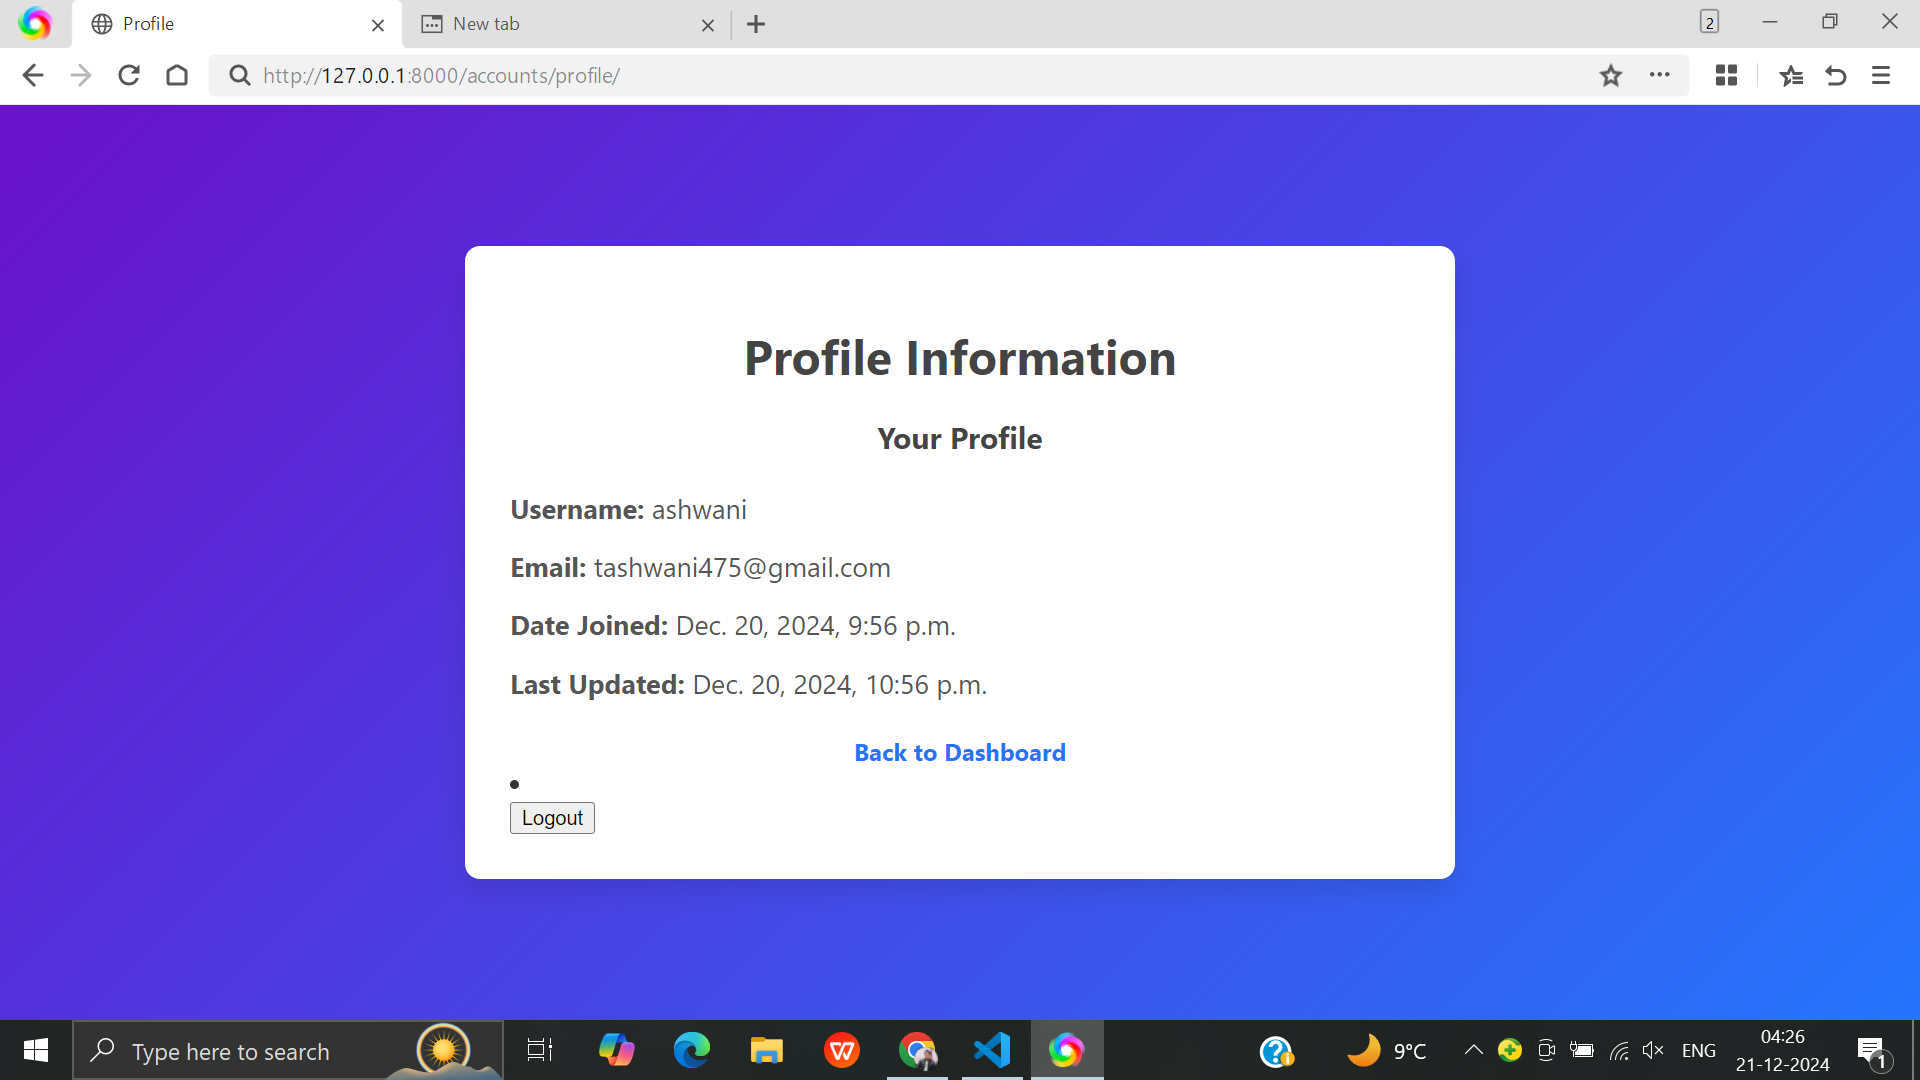 Profile
New tab
2
http://127.0.0.1:8000/accounts/profile/
Profile Information
Your Profile
Username: ashwani
Email: tashwani475@gmail.com
Date Joined: Dec. 20, 2024, 9:56 p.m.
Last Updated: Dec. 20, 2024, 10:56 p.m.
Back to Dashboard
Logout
Type here to search
W
9°C
ENG
04:26
21-12-2024
1